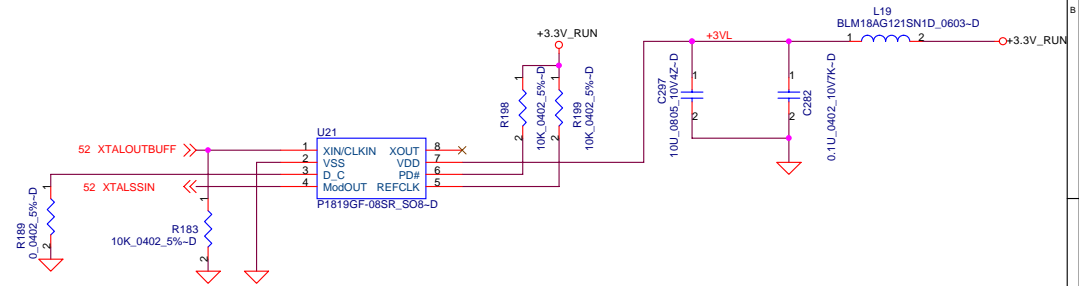 B
L19
BLM18AG121SN1D_0603~D
1
2
+3.3V_RUN
+3VL
+3.3V_RUN
1
2
R198
10K_0402_5%~D
1
2
R199
10K_0402_5%~D
1
2
C297
10U_0805_10V4Z~D
1
2
C282
0.1U_0402_10V7K~D
U21
52 XTALOUTBUFF
1 XIN/CLKIN XOUT 8
2 VSS VDD 7
3 D_C PD# 6
52 XTALSSIN
4 ModOUT REFCLK 5
P1819GF-08SR_SO8~D
1
2
R189
0_0402_5%~D
1
2
R183
10K_0402_5%~D